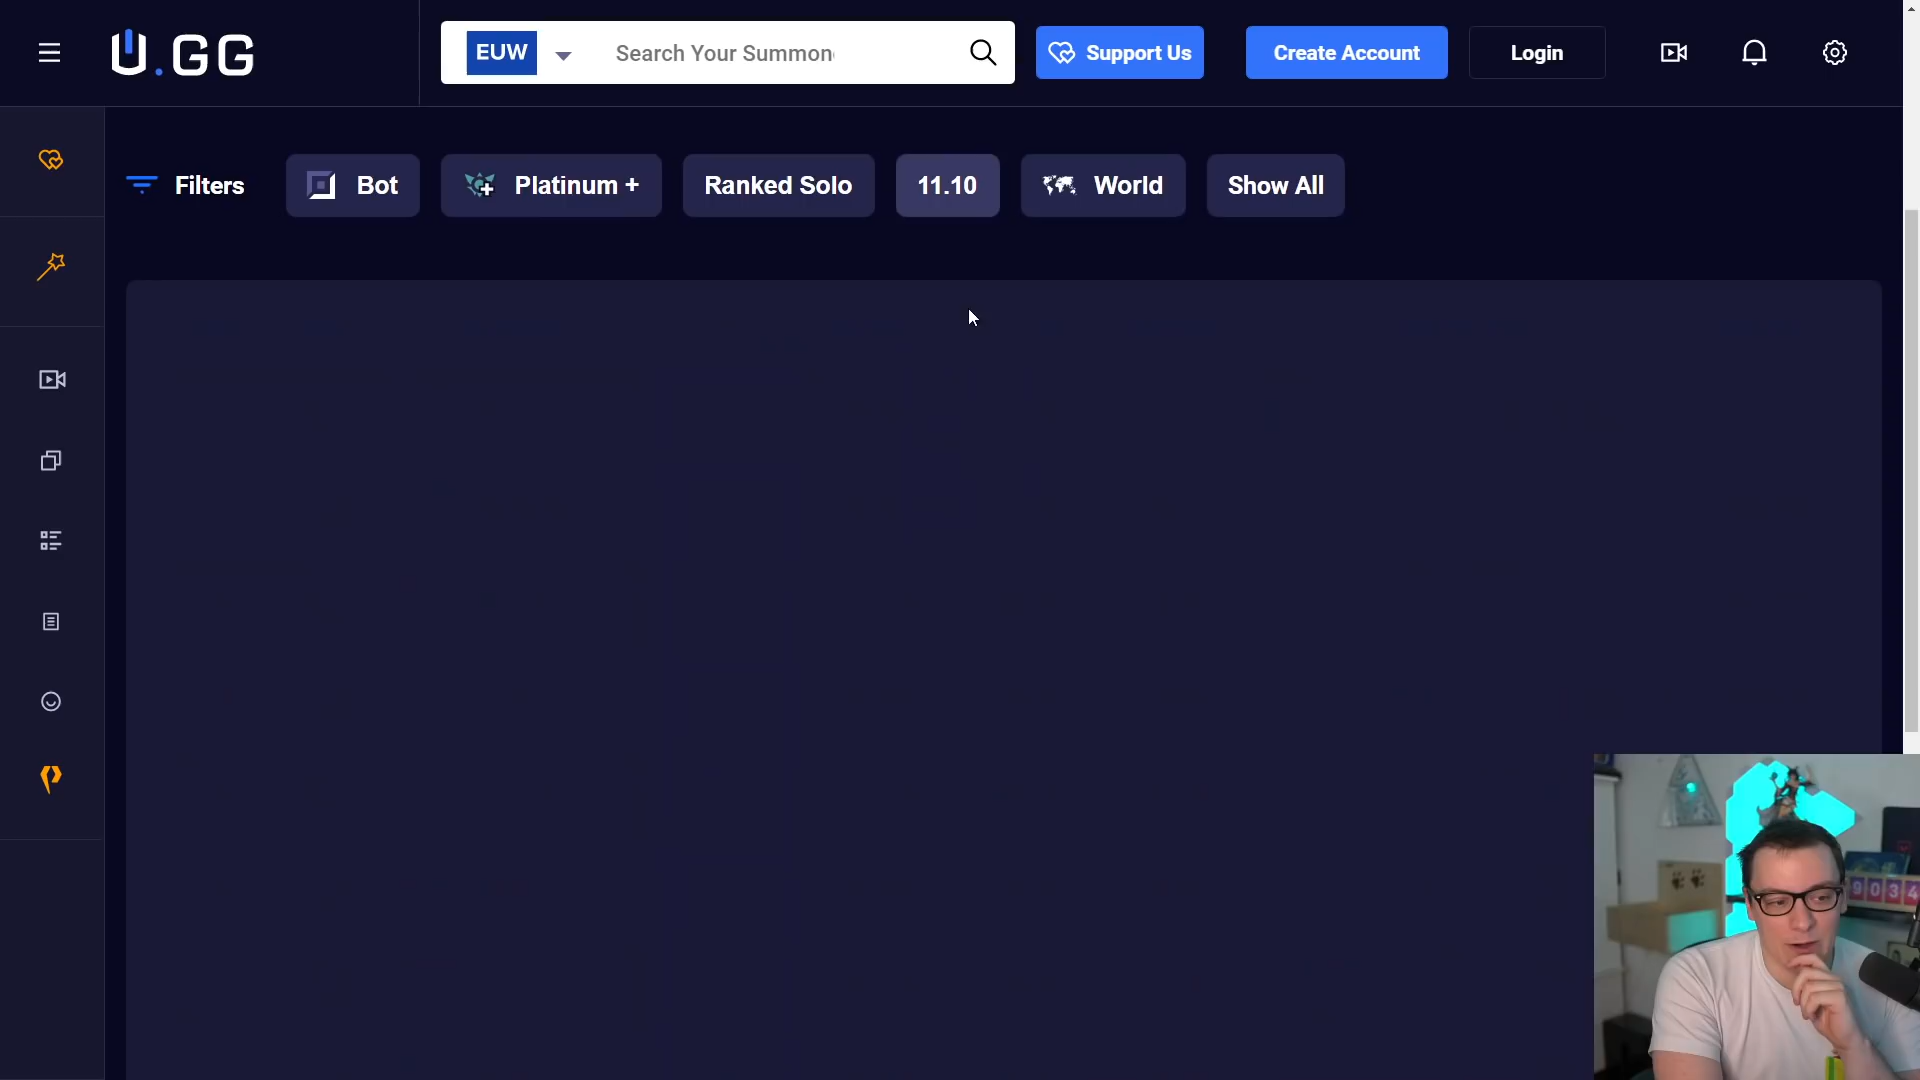 U.GG
EUW
Search Your Summon
Support Us
Create Account
Login
Filters
Bot
Platinum +
Ranked Solo
11.10
World
Show All
9034